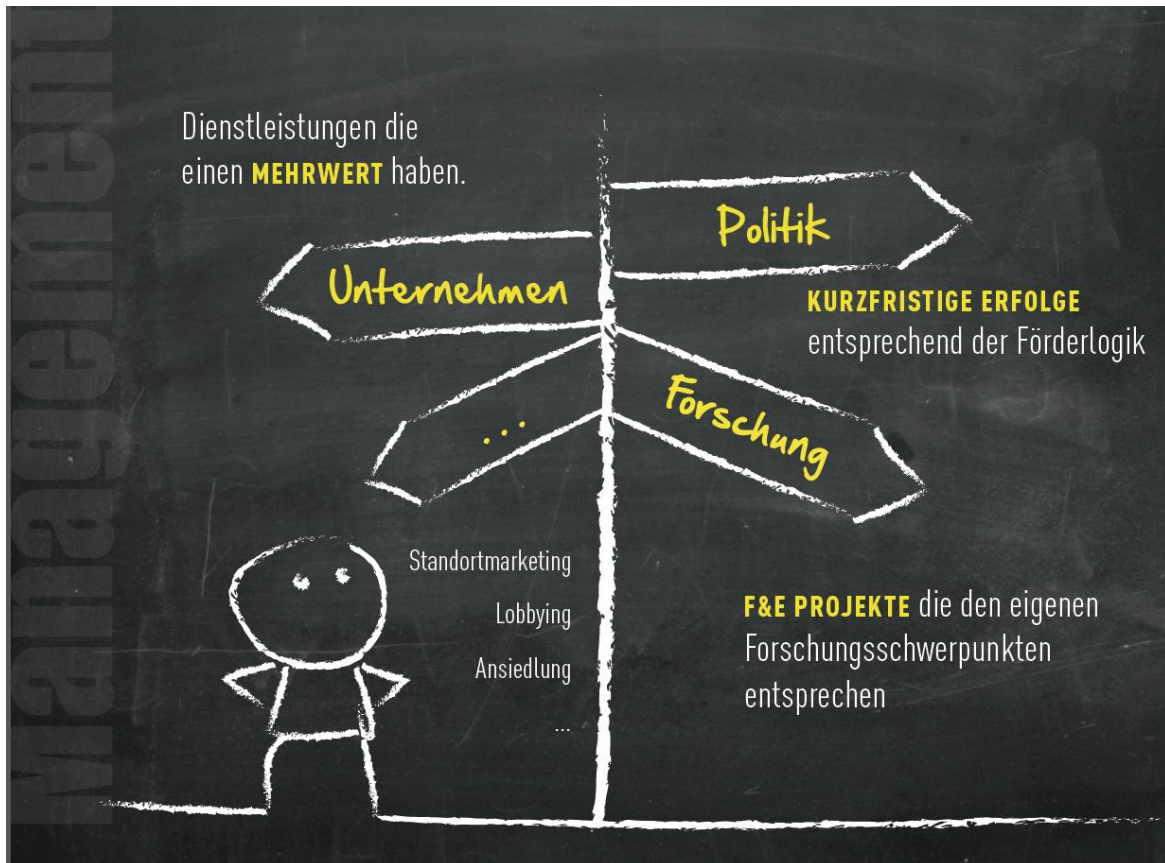 Management
Dienstleistungen die
einen MEHRWERT haben.
Politik
Unternehmen
KURZFRISTIGE ERFOLGE
entsprechend der Förderlogik
Forschung
...
Standortmarketing
Lobbying
Ansiedlung
...
F&E PROJEKTE die den eigenen
Forschungsschwerpunkten
entsprechen